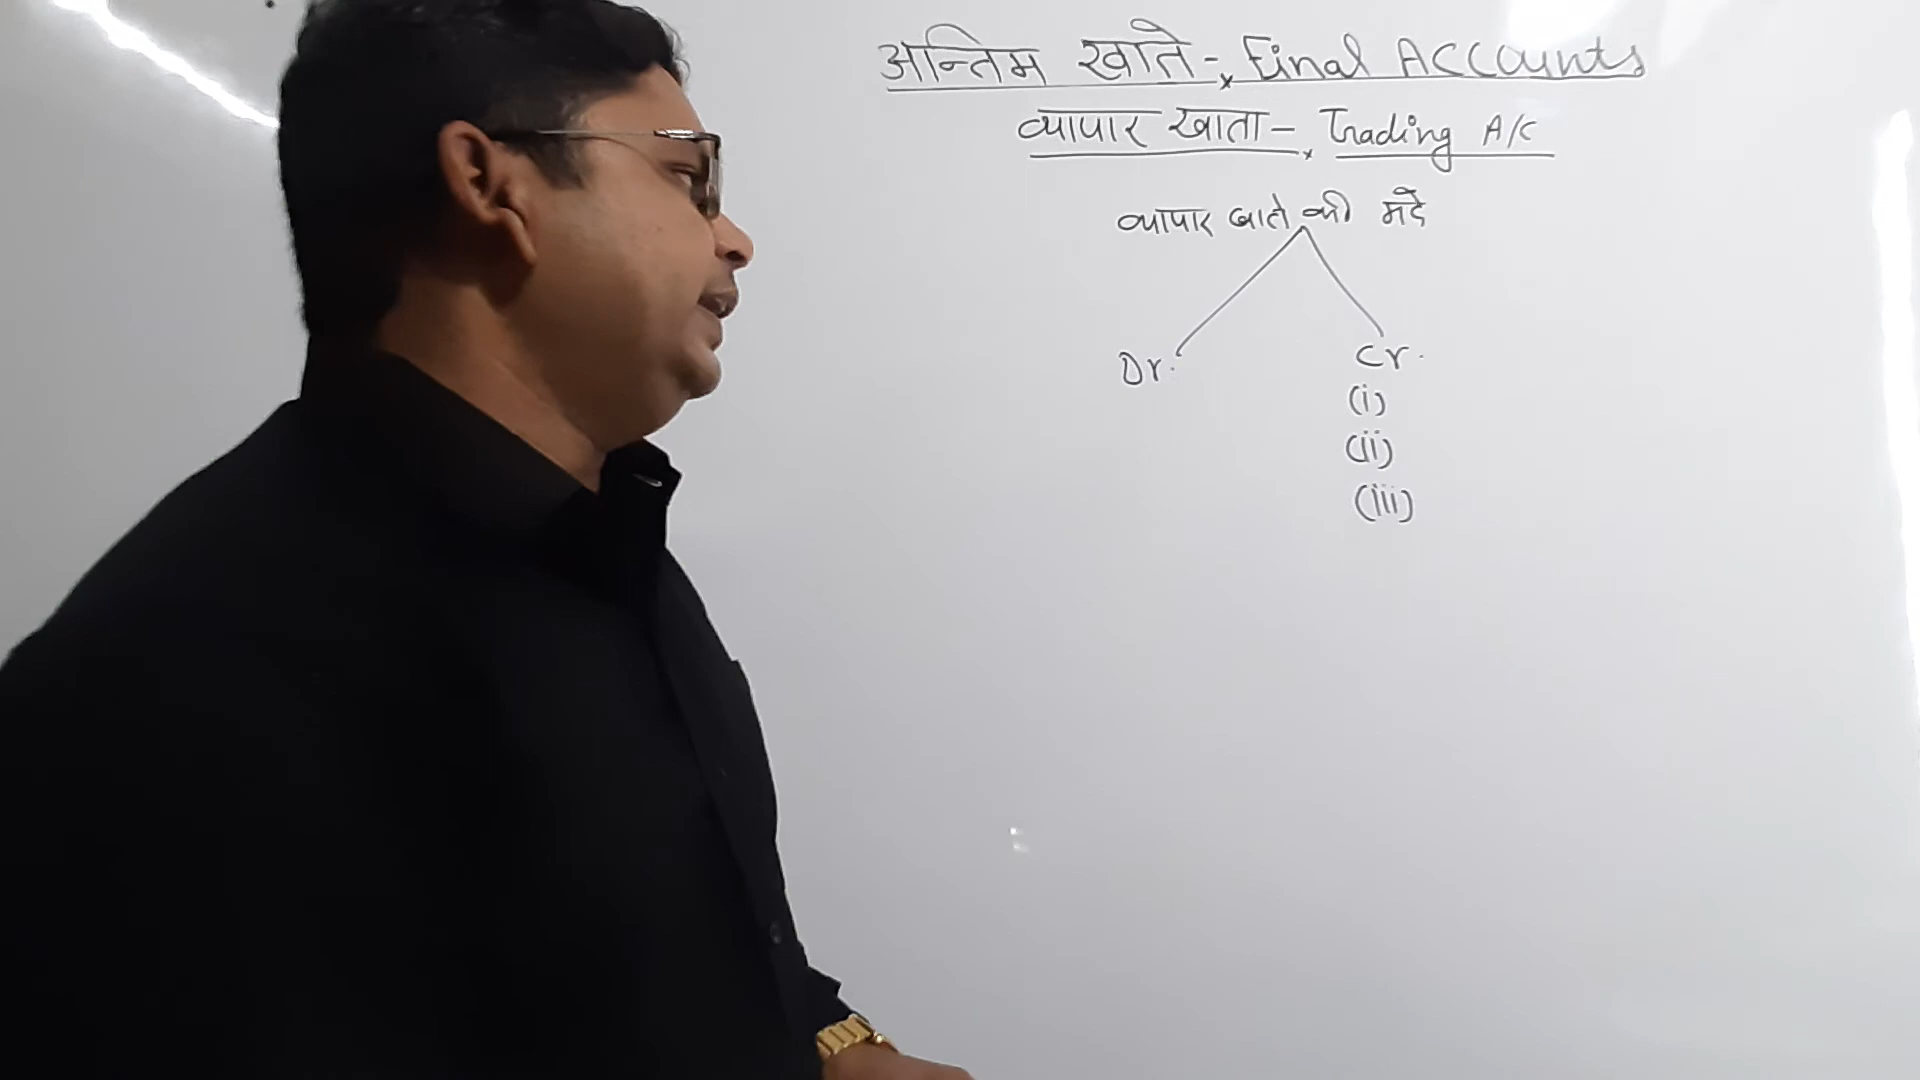 अन्तिम खाते - Final Accounts
व्यापार खाता - Trading A/C
व्यापार खाते की मदे
Dr. Cr.
(i)
(ii)
(iii)